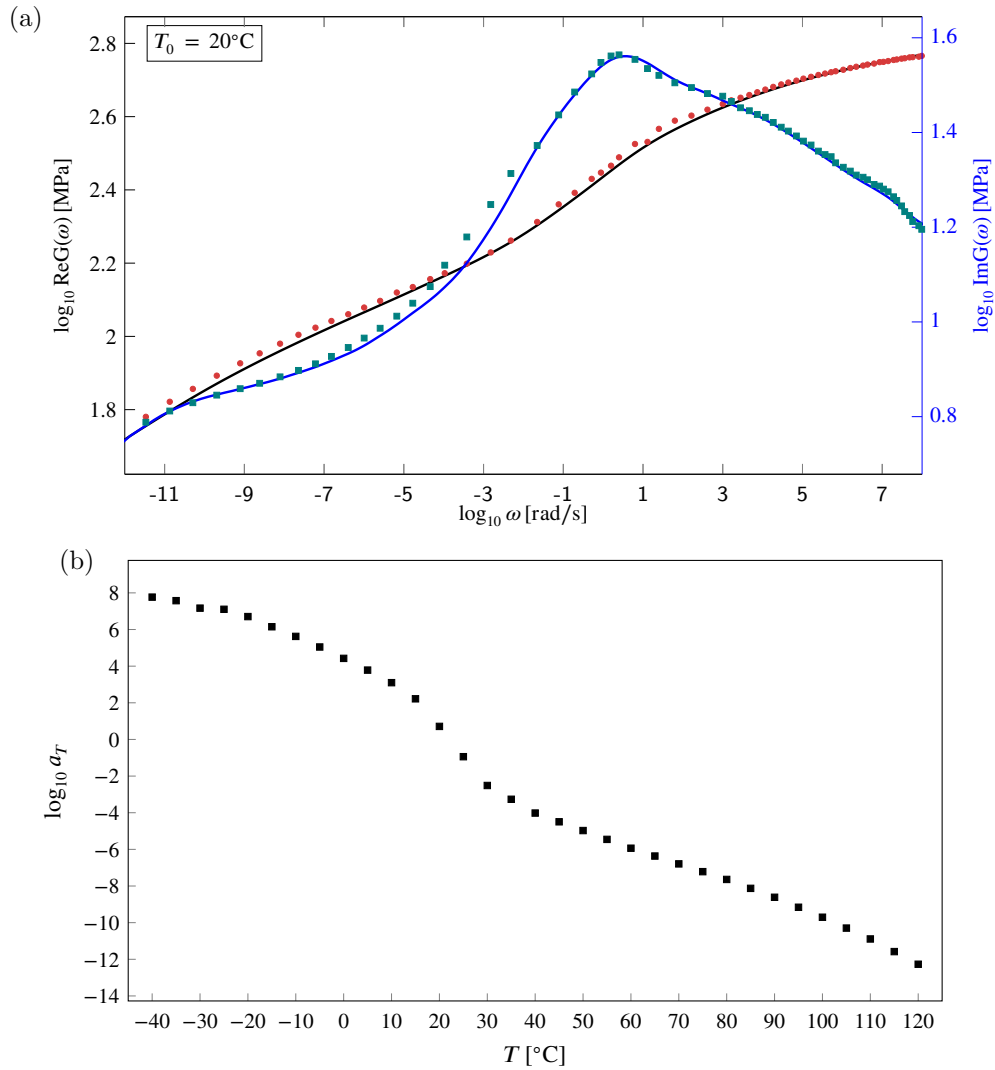 (a)
T₀ = 20°C
log₁₀ ReG(ω) [MPa]
2.8
2.6
2.4
2.2
2
1.8
log₁₀ ImG(ω) [MPa]
1.6
1.4
1.2
1
0.8
-11 -9 -7 -5 -3 -1 1 3 5 7
log₁₀ ω [rad/s]
(b)
log₁₀ a_T
8
6
4
2
0
−2
−4
−6
−8
−10
−12
−14
−40 −30 −20 −10 0 10 20 30 40 50 60 70 80 90 100 110 120
T [°C]